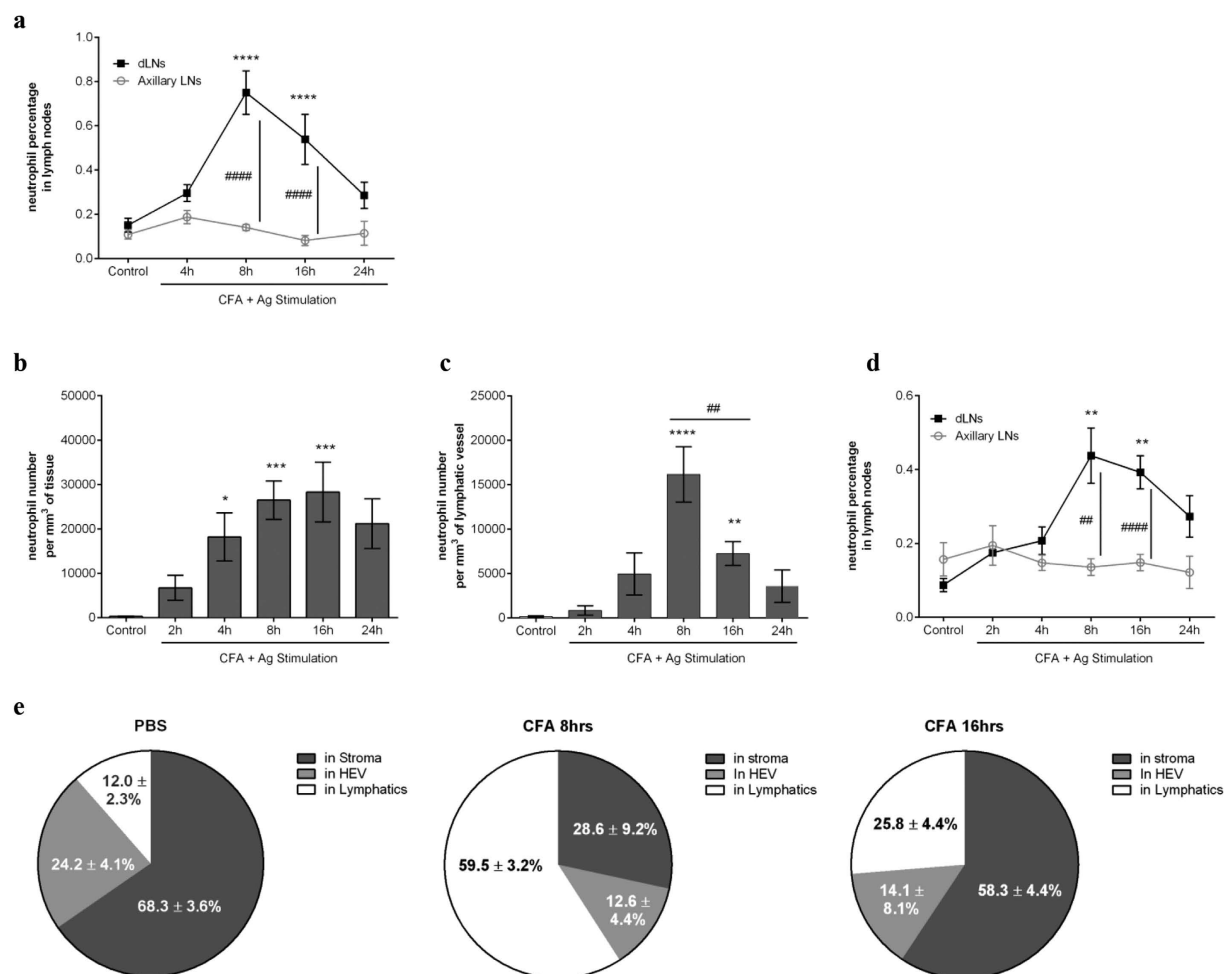 a
neutrophil percentage
in lymph nodes
1.0
0.8
0.6
0.4
0.2
0.0
dLNs
Axillary LNs
****
****
####
####
Control
4h
8h
16h
24h
CFA + Ag Stimulation
b
neutrophil number
per mm³ of tissue
50000
40000
30000
20000
10000
0
*
***
***
Control
2h
4h
8h
16h
24h
CFA + Ag Stimulation
c
neutrophil number
per mm³ of lymphatic vessel
25000
20000
15000
10000
5000
0
##
****
**
Control
2h
4h
8h
16h
24h
CFA + Ag Stimulation
d
neutrophil percentage
in lymph nodes
0.6
0.4
0.2
0.0
dLNs
Axillary LNs
**
**
##
####
Control
2h
4h
8h
16h
24h
CFA + Ag Stimulation
e
PBS
12.0 ±
2.3%
24.2 ± 4.1%
68.3 ± 3.6%
in Stroma
in HEV
in Lymphatics
CFA 8hrs
28.6 ± 9.2%
59.5 ± 3.2%
12.6 ±
4.4%
in stroma
In HEV
in Lymphatics
CFA 16hrs
25.8 ± 4.4%
14.1 ±
8.1%
58.3 ± 4.4%
in stroma
in HEV
in Lymphatics